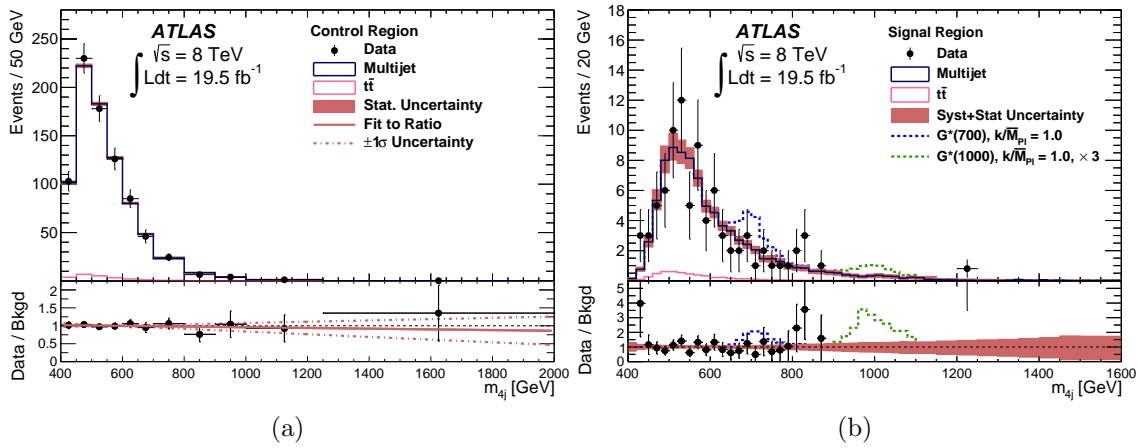 Events / 50 GeV
250
200
150
100
50
ATLAS
√s = 8 TeV
∫ Ldt = 19.5 fb⁻¹
Control Region
Data
Multijet
tt̄
Stat. Uncertainty
Fit to Ratio
±1σ Uncertainty
Data / Bkgd
2
1.5
1
0.5
400 600 800 1000 1200 1400 1600 1800 2000
m4j [GeV]
(a)
Events / 20 GeV
18
16
14
12
10
8
6
4
2
0
ATLAS
√s = 8 TeV
∫ Ldt = 19.5 fb⁻¹
Signal Region
Data
Multijet
tt̄
Syst+Stat Uncertainty
G*(700), k/M̄Pl = 1.0
G*(1000), k/M̄Pl = 1.0, × 3
Data / Bkgd
5
4
3
2
1
0
400 600 800 1000 1200 1400 1600
m4j [GeV]
(b)